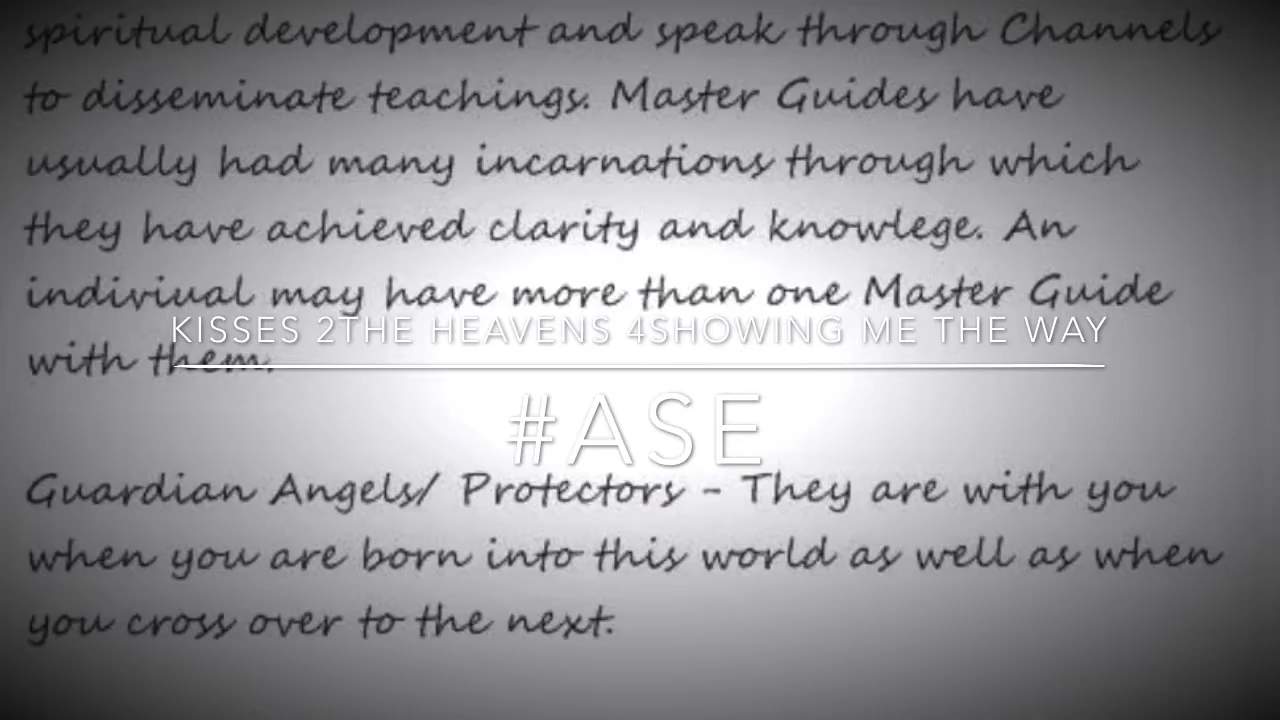 spiritual development and speak through Channels
to disseminate teachings. Master Guides have
usually had many incarnations through which
they have achieved clarity and knowlege. An
indiviual may have more than one Master Guide
KISSES 2THE HEAVENS 4SHOWING ME THE WAY
with them.
#ASE
Guardian Angels/ Protectors - They are with you
when you are born into this world as well as when
you cross over to the next.